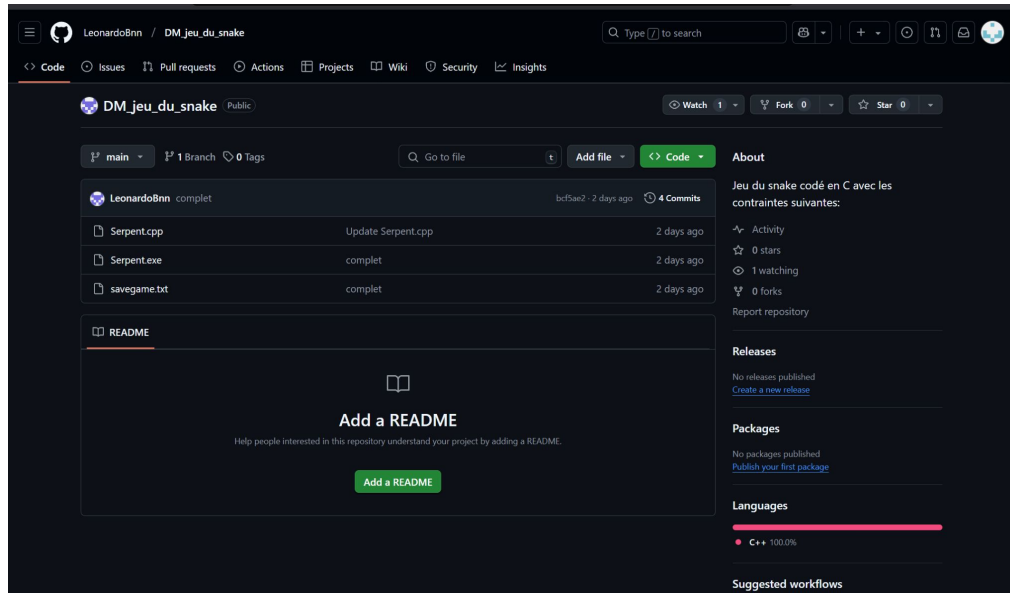 LeonardoBnn / DM_jeu_du_snake
Type / to search
Code Issues Pull requests Actions Projects Wiki Security Insights
DM_jeu_du_snake Public
Watch 1 Fork 0 Star 0
main 1 Branch 0 Tags
Go to file t
Add file
Code
LeonardoBnn complet bcf5ae2 · 2 days ago 4 Commits
Serpent.cpp Update Serpent.cpp 2 days ago
Serpent.exe complet 2 days ago
savegame.txt complet 2 days ago
README
Add a README
Help people interested in this repository understand your project by adding a README.
Add a README
About
Jeu du snake codé en C avec les
contraintes suivantes:
Activity
0 stars
1 watching
0 forks
Report repository
Releases
No releases published
Create a new release
Packages
No packages published
Publish your first package
Languages
C++ 100.0%
Suggested workflows